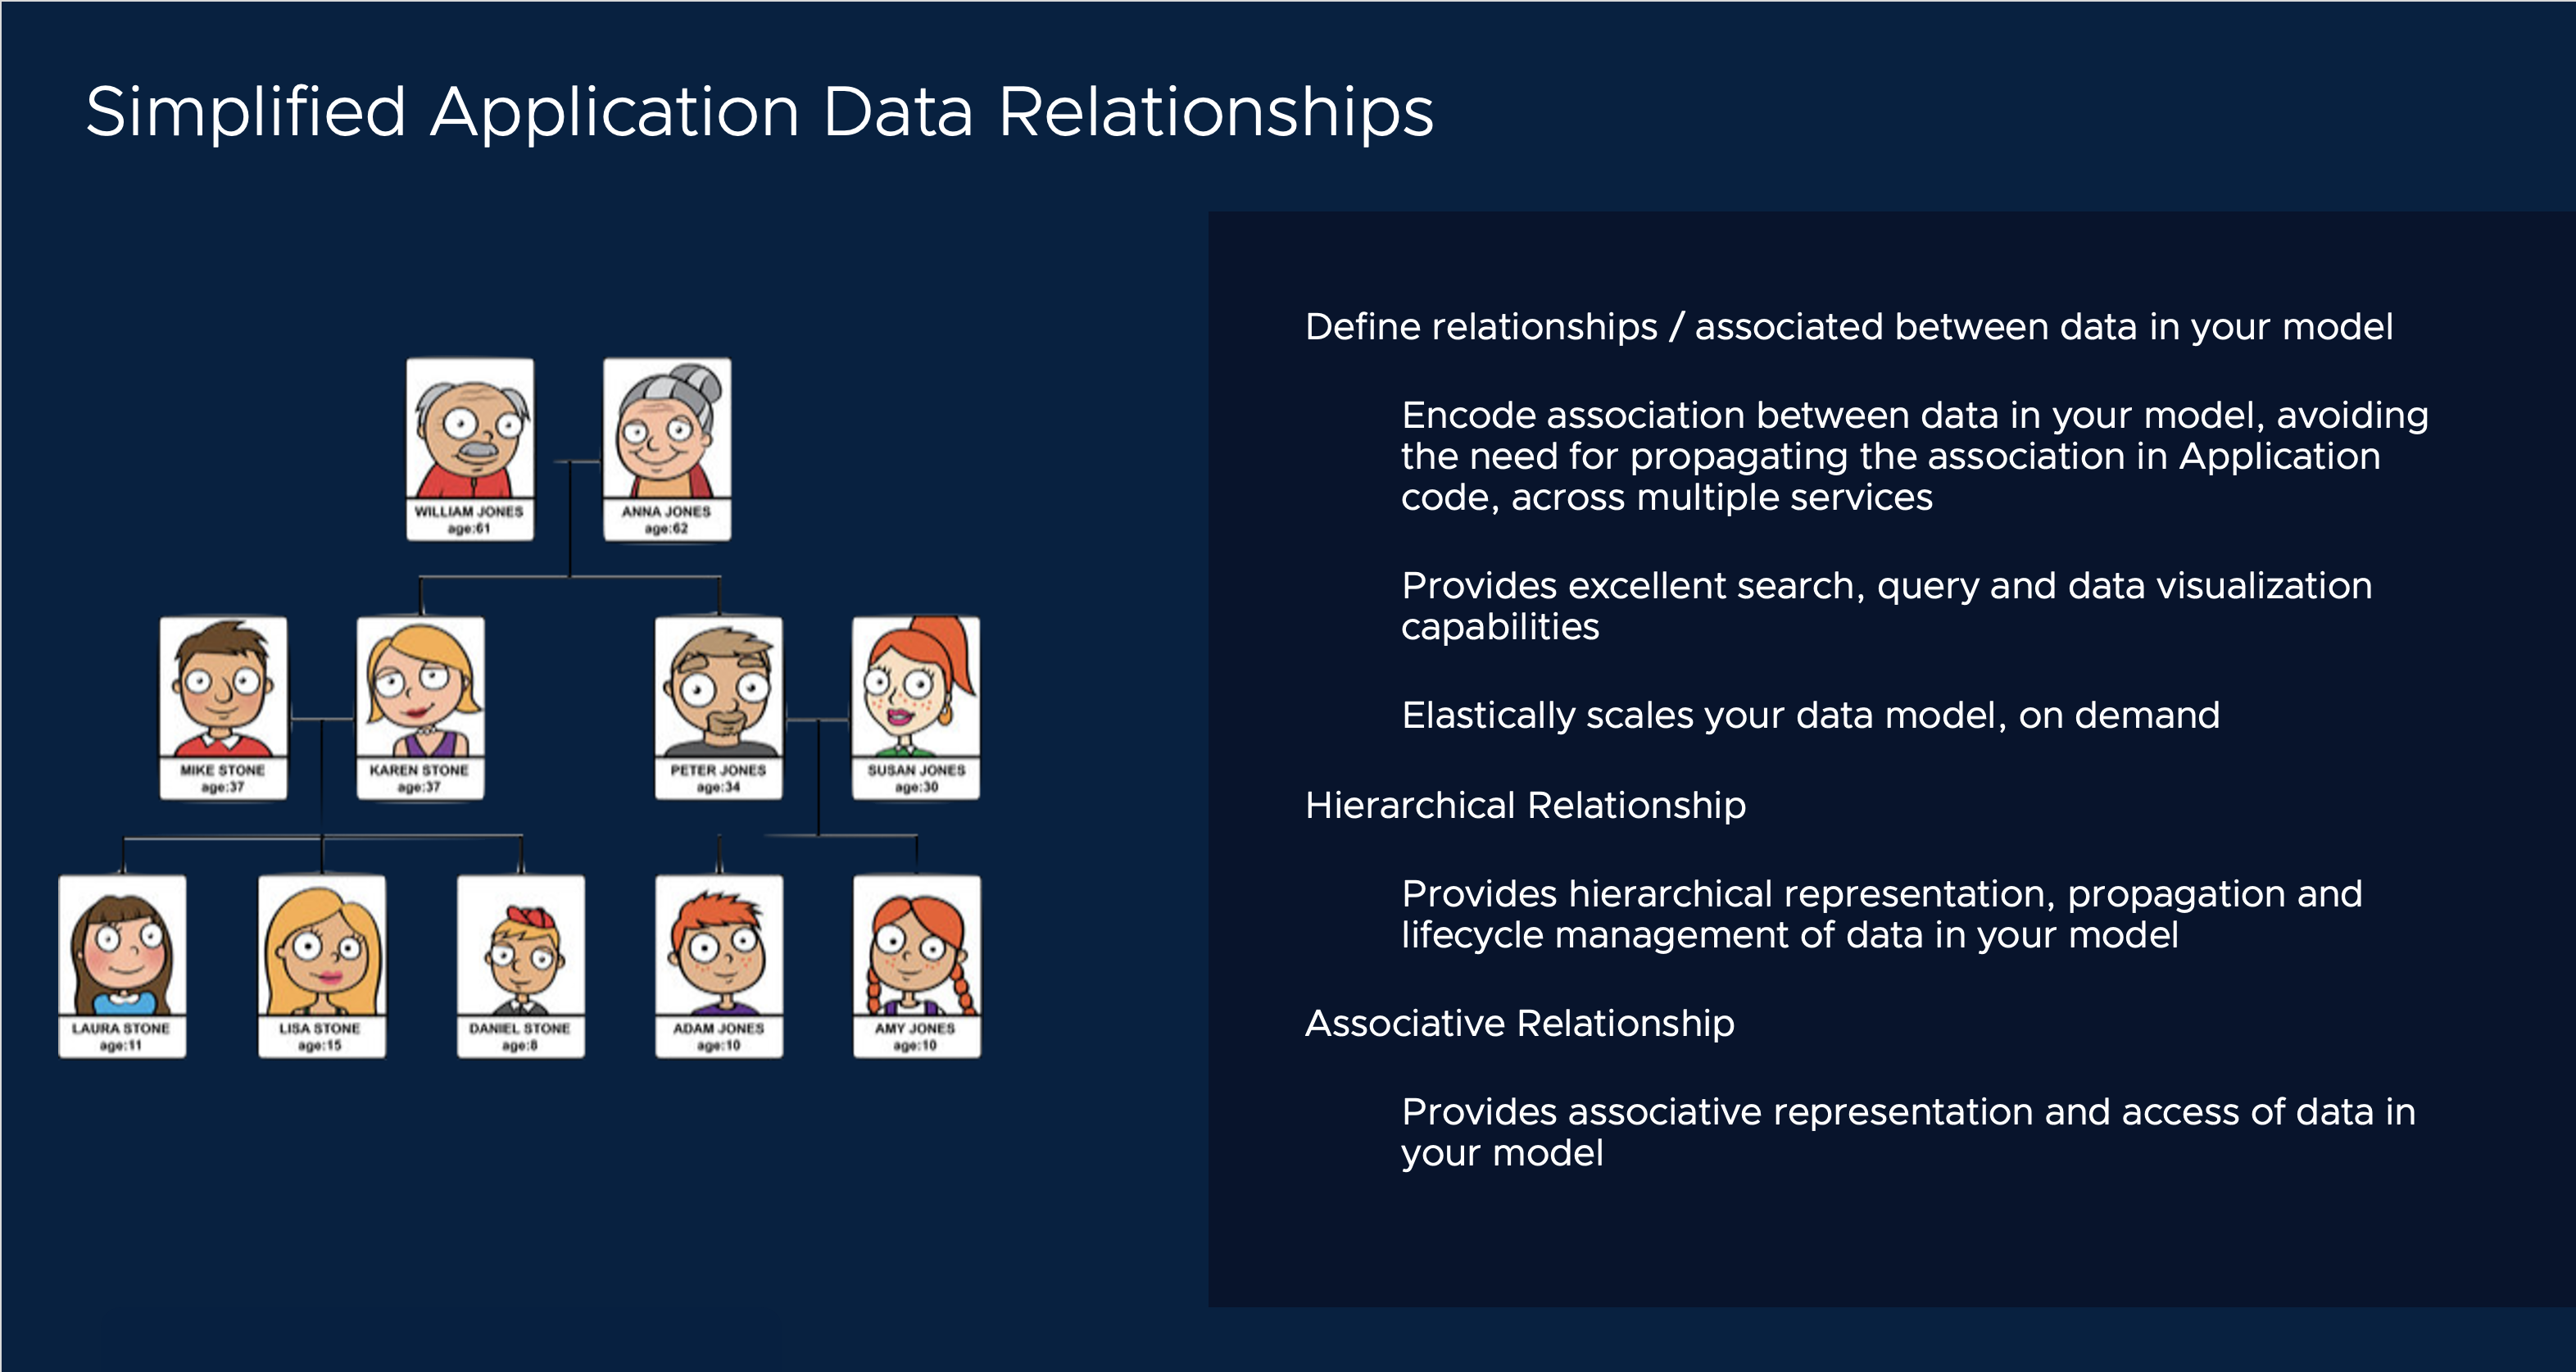 Simplified Application Data Relationships
WILLIAM JONES
age:61
ANNA JONES
age:62
MIKE STONE
age:37
KAREN STONE
age:37
PETER JONES
age:34
SUSAN JONES
age:30
LAURA STONE
age:11
LISA STONE
age:15
DANIEL STONE
age:8
ADAM JONES
age:10
AMY JONES
age:10
Define relationships / associated between data in your model
Encode association between data in your model, avoiding
the need for propagating the association in Application
code, across multiple services
Provides excellent search, query and data visualization
capabilities
Elastically scales your data model, on demand
Hierarchical Relationship
Provides hierarchical representation, propagation and
lifecycle management of data in your model
Associative Relationship
Provides associative representation and access of data in
your model